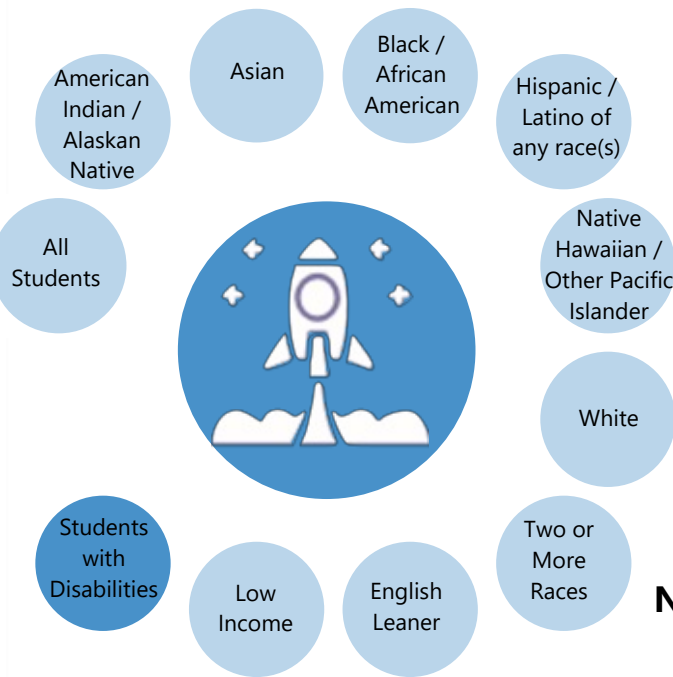 All
Students
American
Indian /
Alaskan
Native
Asian
Black /
African
American
Hispanic /
Latino of
any race(s)
Native
Hawaiian /
Other Pacific
Islander
White
Two or
More
Races
English
Leaner
Low
Income
Students
with
Disabilities
N